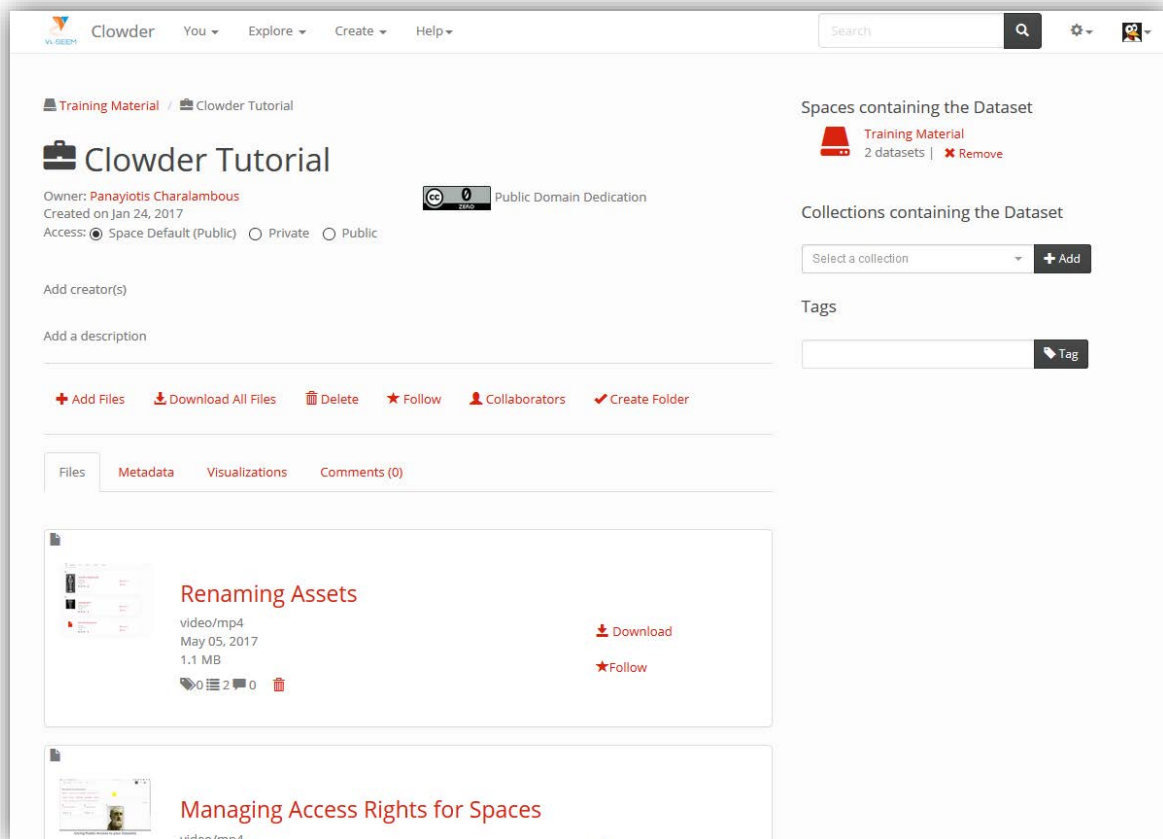 VI-SEEM
Clowder You Explore Create Help Search
Training Material / Clowder Tutorial
Clowder Tutorial
Owner: Panayiotis Charalambous
Created on Jan 24, 2017
Access: Space Default (Public) Private Public
cc 0 ZERO Public Domain Dedication
Add creator(s)
Add a description
Add Files Download All Files Delete Follow Collaborators Create Folder
Files Metadata Visualizations Comments (0)
Renaming Assets
video/mp4
May 05, 2017
1.1 MB
0 2 0
Download
Follow
Managing Access Rights for Spaces
video/mp4
Spaces containing the Dataset
Training Material
2 datasets | Remove
Collections containing the Dataset
Select a collection Add
Tags
Tag